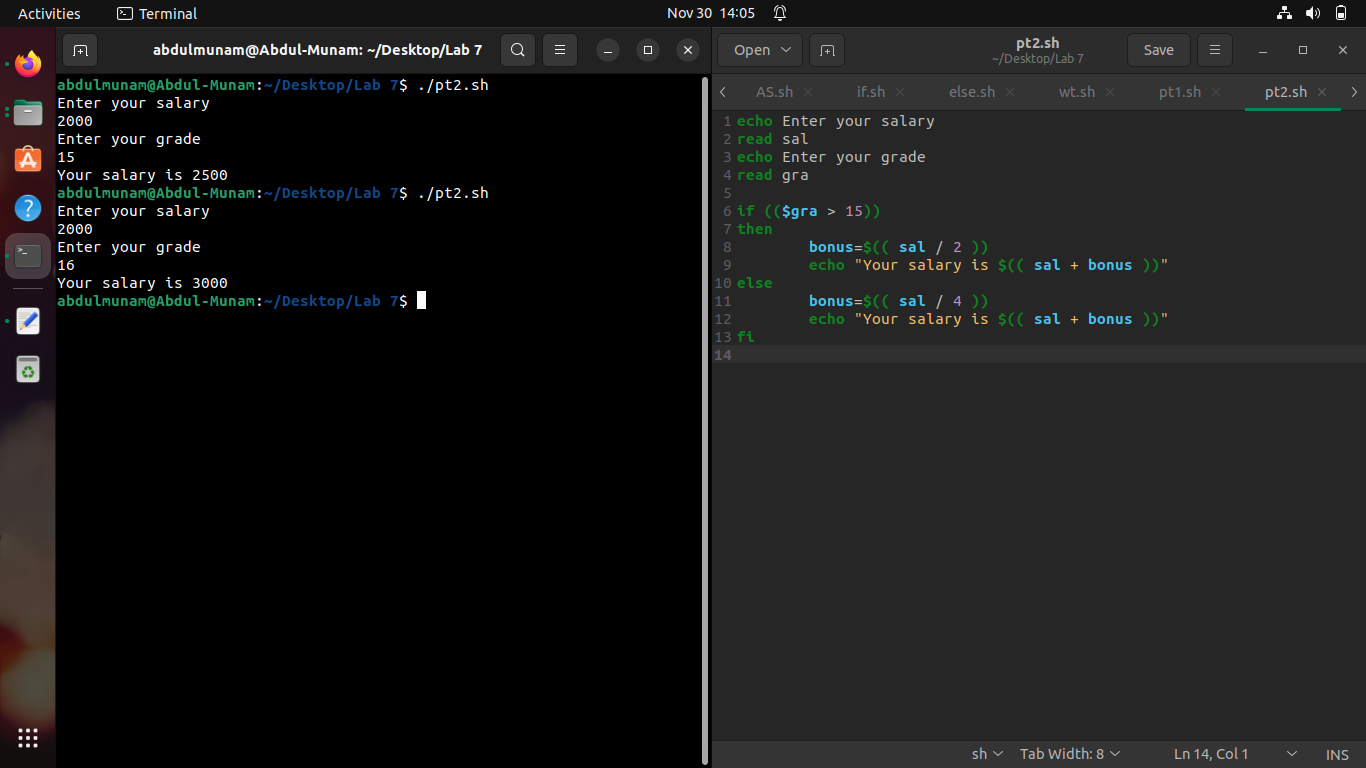 Activities
Terminal
Nov 30 14:05
abdulmunam@Abdul-Munam: ~/Desktop/Lab 7
abdulmunam@Abdul-Munam:~/Desktop/Lab 7$ ./pt2.sh
Enter your salary
2000
Enter your grade
15
Your salary is 2500
abdulmunam@Abdul-Munam:~/Desktop/Lab 7$ ./pt2.sh
Enter your salary
2000
Enter your grade
16
Your salary is 3000
abdulmunam@Abdul-Munam:~/Desktop/Lab 7$
Open
pt2.sh
~/Desktop/Lab 7
Save
AS.sh
if.sh
else.sh
wt.sh
pt1.sh
pt2.sh
1 echo Enter your salary
2 read sal
3 echo Enter your grade
4 read gra
5
6 if (($gra > 15))
7 then
8         bonus=$(( sal / 2 ))
9         echo "Your salary is $(( sal + bonus ))"
10 else
11         bonus=$(( sal / 4 ))
12         echo "Your salary is $(( sal + bonus ))"
13 fi
14
sh
Tab Width: 8
Ln 14, Col 1
INS